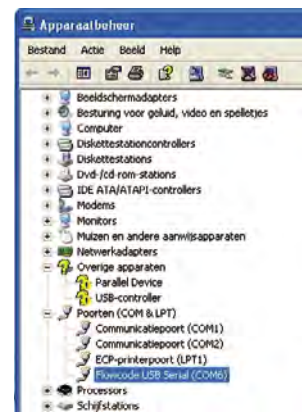 Apparaatbeheer
Bestand Actie Beeld Help
Beeldschermadapters
Besturing voor geluid, video en spelletjes
Computer
Diskettestationcontrollers
Diskettestations
Dvd-/cd-rom-stations
IDE ATA/ATAPI-controllers
Modems
Monitors
Muizen en andere aanwijsapparaten
Netwerkadapters
Overige apparaten
Parallel Device
USB-controller
Poorten (COM & LPT)
Communicatiepoort (COM1)
Communicatiepoort (COM2)
ECP-printerpoort (LPT1)
Flowcode USB Serial (COM6)
Processors
Schijfstations